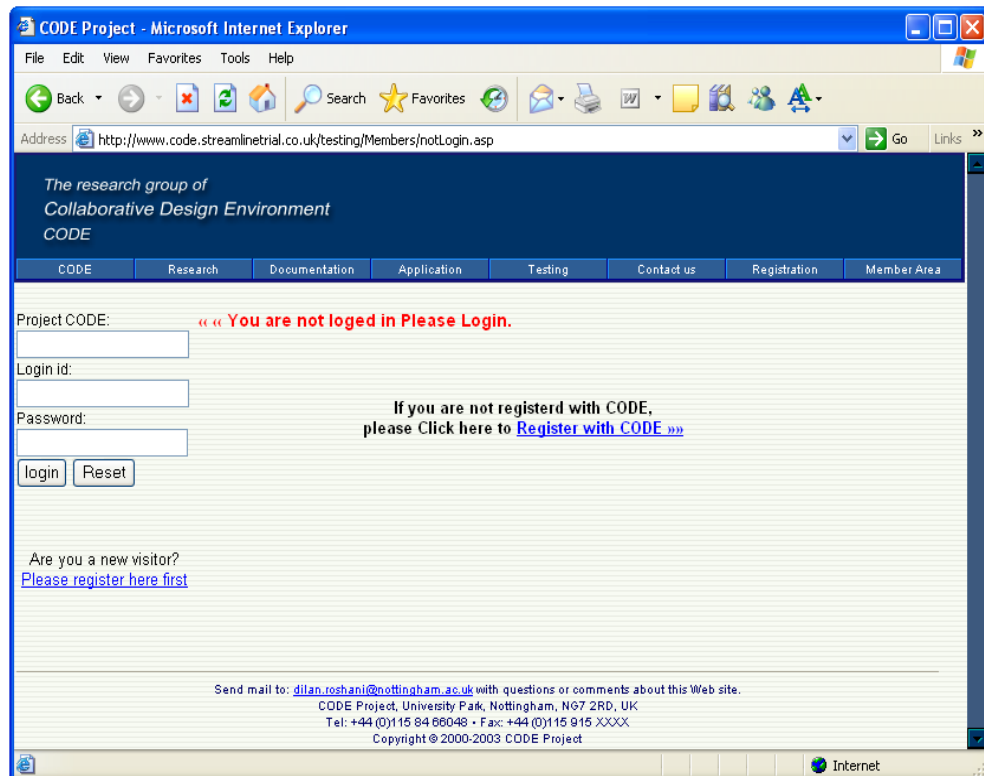 CODE Project - Microsoft Internet Explorer
File Edit View Favorites Tools Help
Back Search Favorites
Address http://www.code.streamlinetrial.co.uk/testing/Members/notLogin.asp Go Links »
The research group of
Collaborative Design Environment
CODE
CODE Research Documentation Application Testing Contact us Registration Member Area
Project CODE:
«« You are not loged in Please Login.
Login id:
Password:
If you are not registerd with CODE,
please Click here to Register with CODE »»
login Reset
Are you a new visitor?
Please register here first
Send mail to: dilan.roshani@nottingham.ac.uk with questions or comments about this Web site.
CODE Project, University Park, Nottingham, NG7 2RD, UK
Tel: +44 (0)115 84 66048 • Fax: +44 (0)115 915 XXXX
Copyright © 2000-2003 CODE Project
Internet